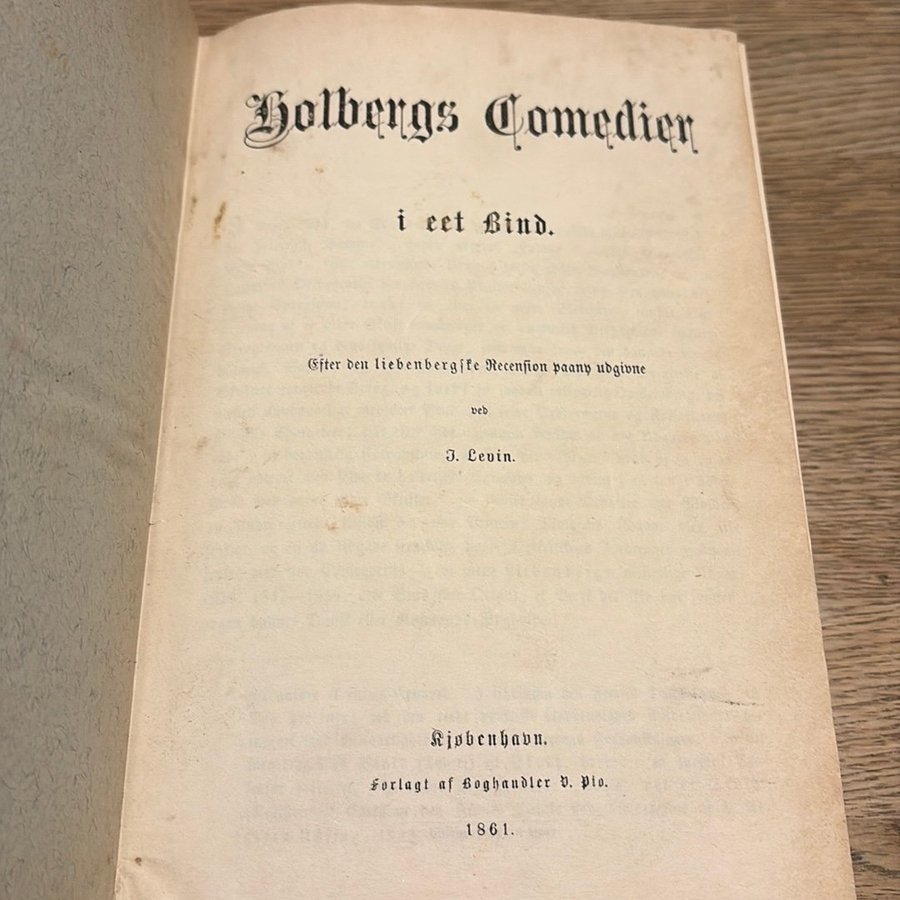 Holbergs Comedier
i eet Bind.
Efter den liebenbergske Recension paany udgivne
ved
J. Levin.
Kjøbenhavn.
Forlagt af Boghandler V. Pio.
1861.